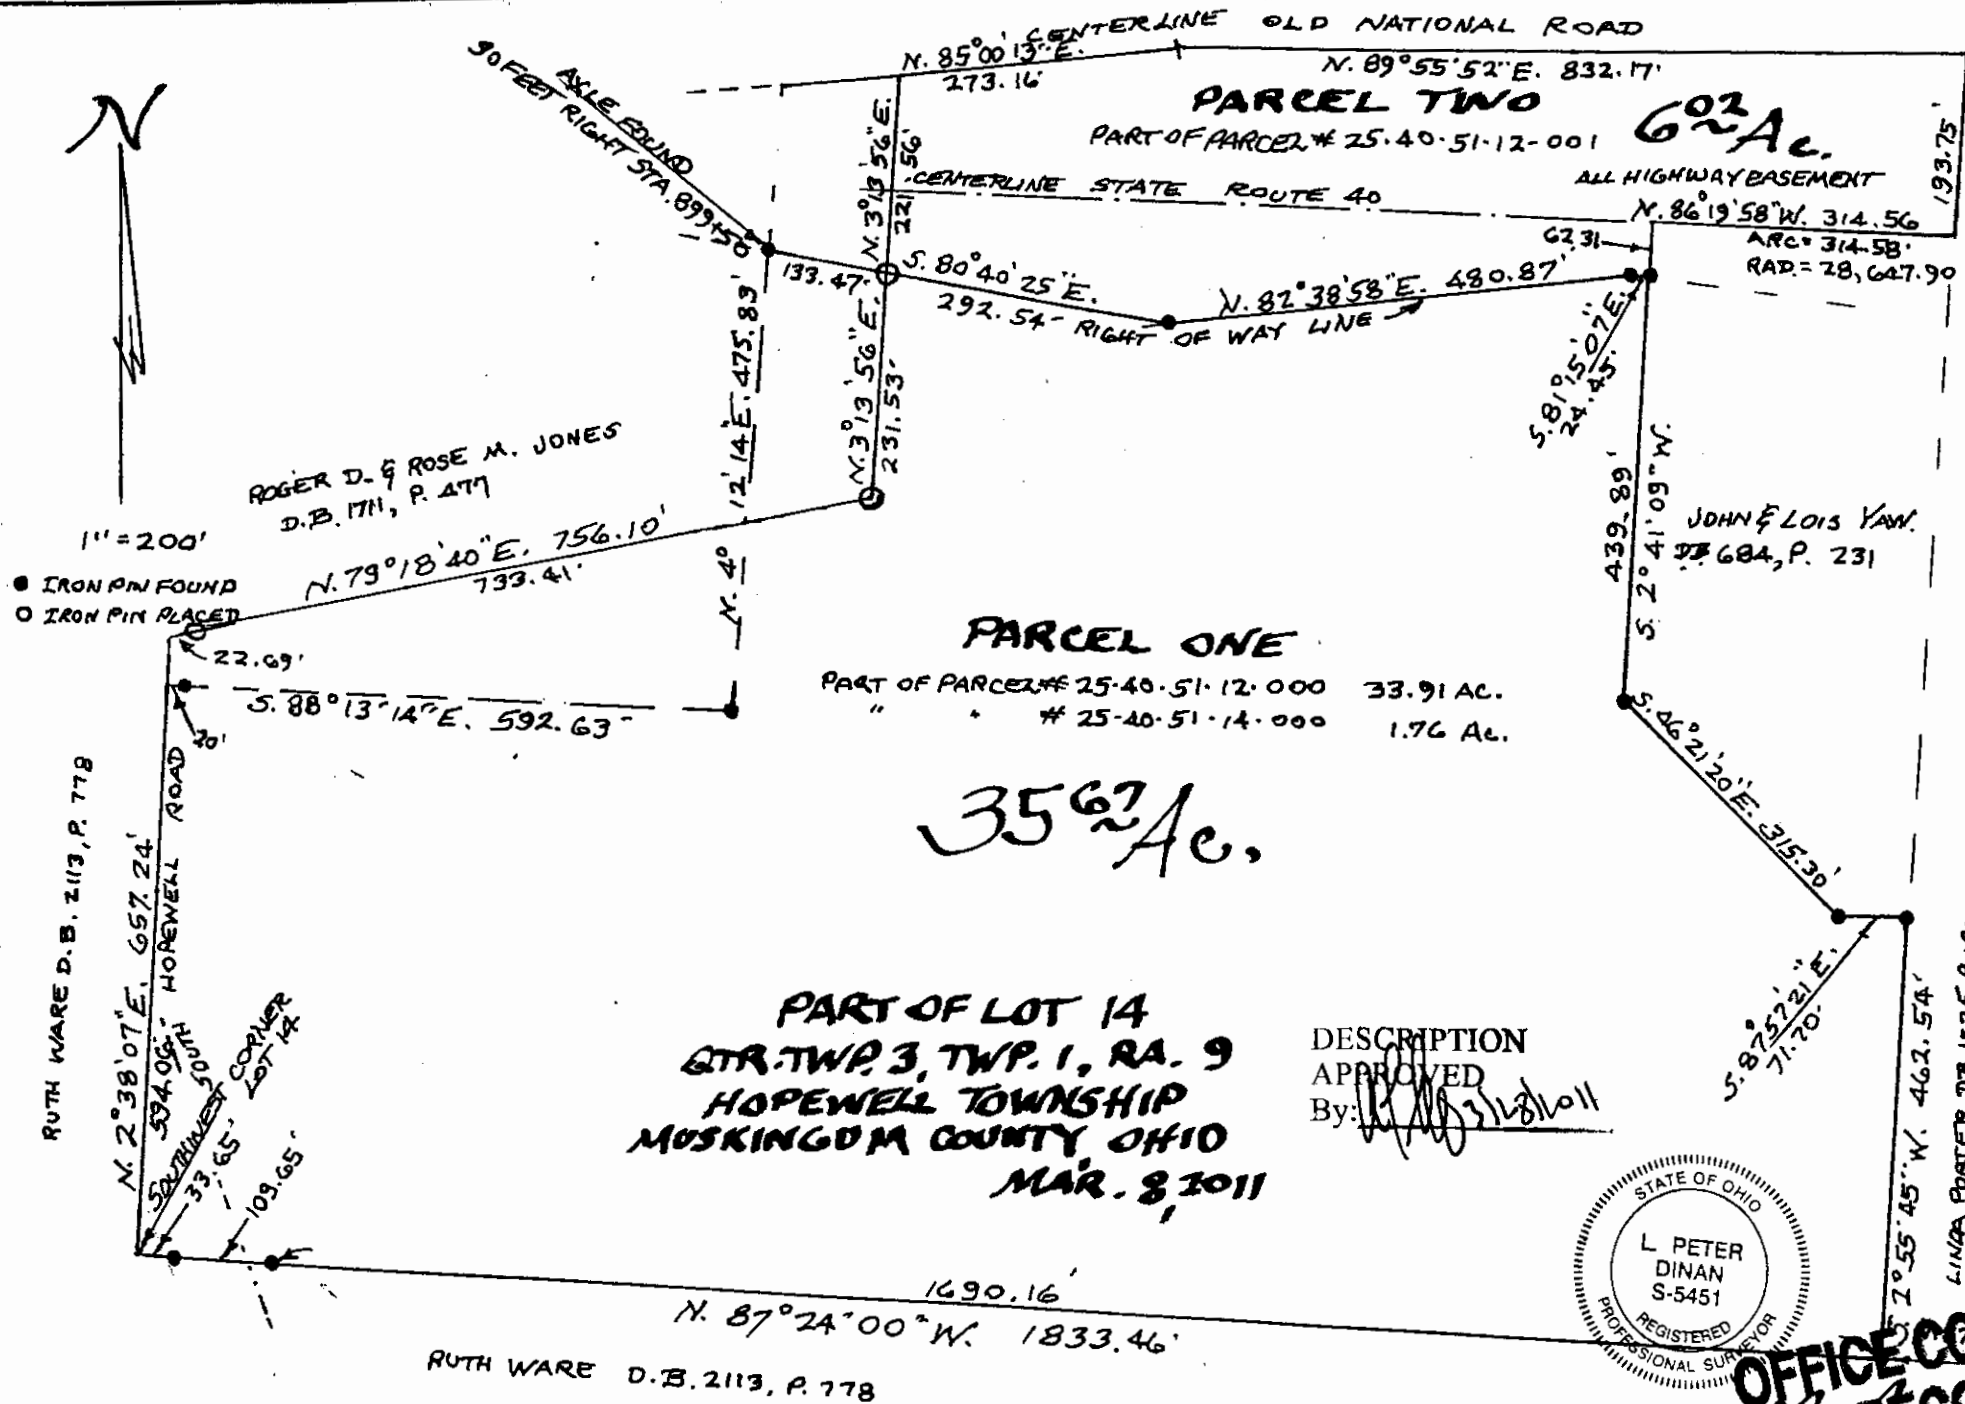 CENTERLINE OLD NATIONAL ROAD
N. 85°00'13"E.
273.16'
N. 89°55'52"E. 832.17'
PARCEL TWO
PART OF PARCEL # 25-40-51-12-001
6.02 Ac.
ALL HIGHWAY EASEMENT
193.75'
AXLE FOUND
90 FEET RIGHT STA. 899+50
N. 3°13'56"E.
221.56'
CENTERLINE STATE ROUTE 40
N. 86°19'58"W. 314.56
ARC= 314.58'
RAD.= 28,647.90
62.31
133.47'
S. 80°40'25"E.
292.54'
N. 82°38'58"E. 480.87'
RIGHT OF WAY LINE
S. 81°15'07"E.
24.45'
N
1"=200'
● IRON PIN FOUND
O IRON PIN PLACED
ROGER D. & ROSE M. JONES
D.B. 1711, P. 477
N. 4°12'14"E. 475.83'
N. 3°13'56"E.
231.53'
N. 79°18'40"E. 756.10'
733.41'
22.69'
S. 88°13'14"E. 592.63'
20'
439.89'
S. 2°41'09"W.
JOHN & LOIS YAW.
DB 684, P. 231
PARCEL ONE
PART OF PARCEL # 25-40-51-12-000 33.91 AC.
" " # 25-40-51-14-000 1.76 Ac.
35.67 Ac.
S. 46°21'20"E. 315.30'
S. 87°57'21"E.
71.70'
RUTH WARE D.B. 2113, P. 778
N. 2°38'07"E. 657.24'
594.06'
HOPEWELL ROAD
SOUTH
SOUTHWEST CORNER
LOT 14
33.65'
109.65'
PART OF LOT 14
QTR. TWP. 3, TWP. 1, RA. 9
HOPEWELL TOWNSHIP
MUSKINGUM COUNTY, OHIO
MAR. 8, 2011
DESCRIPTION
APPROVED
By: 3/28/2011
S. 2°55'45"W. 462.54'
LINDA PORTER DB
STATE OF OHIO
L. PETER
DINAN
S-5451
REGISTERED
PROFESSIONAL SURVEYOR
1690.16'
N. 87°24'00"W. 1833.46'
RUTH WARE D.B. 2113, P. 778
OFFICE CO